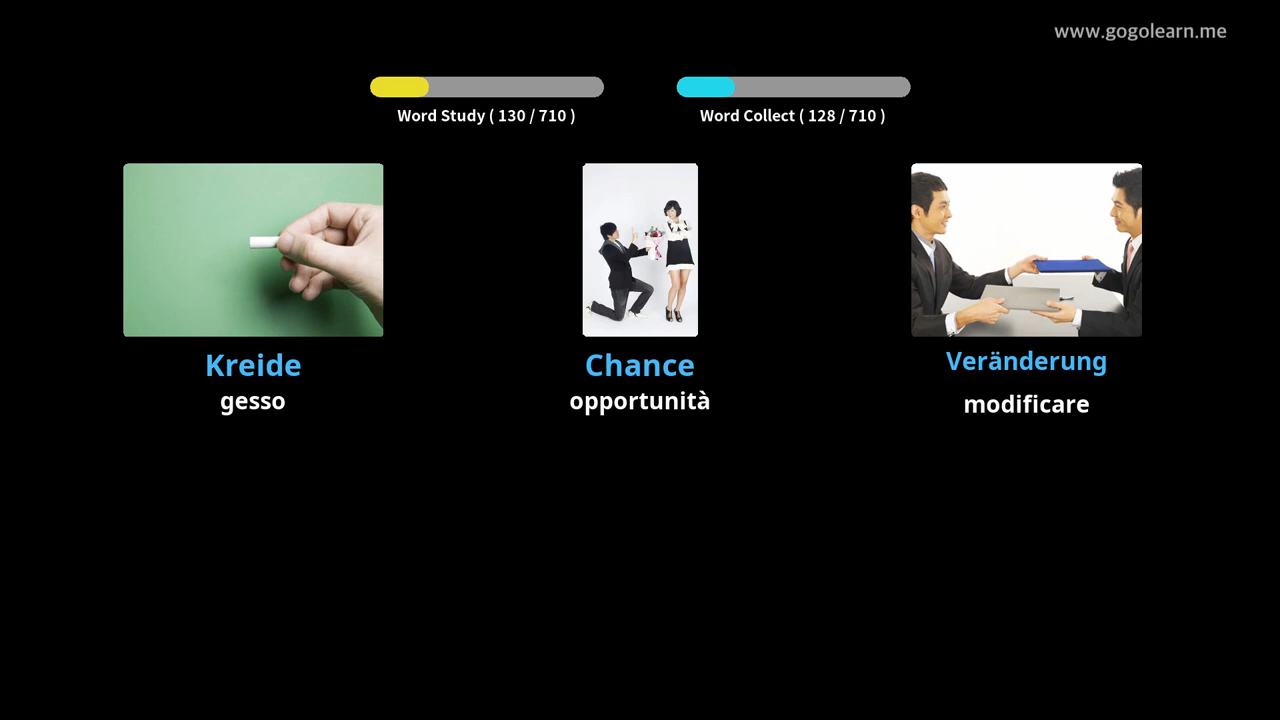 www.gogolearn.me
Word Study ( 130 / 710 )
Word Collect ( 128 / 710 )
Kreide
gesso
Chance
opportunità
Veränderung
modificare